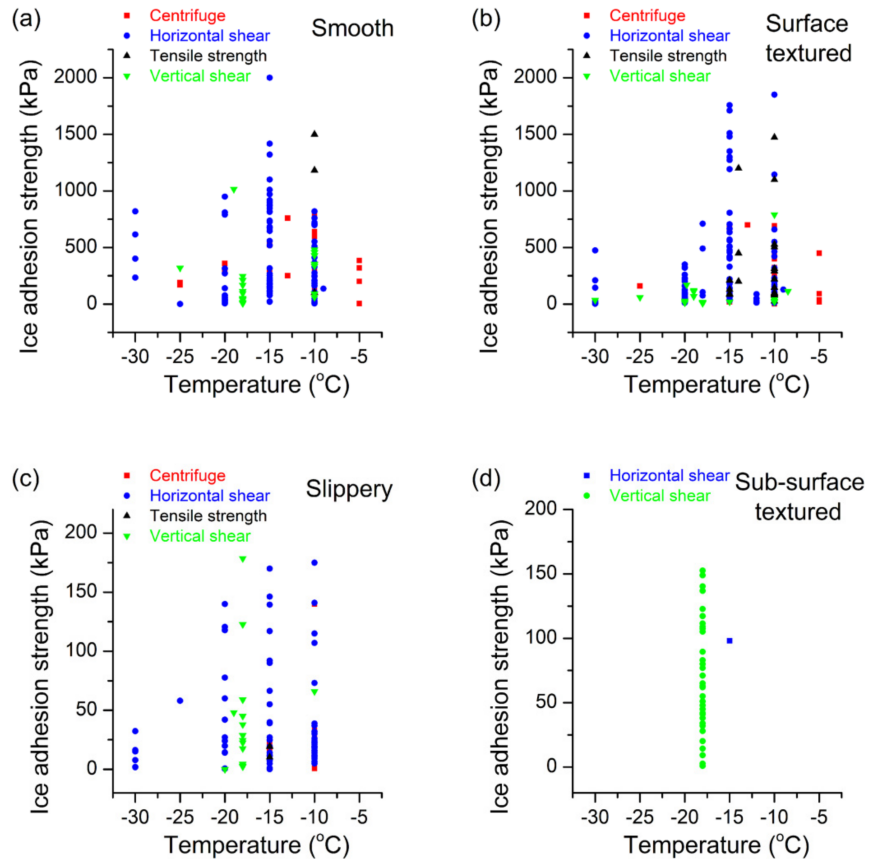 (a)
Centrifuge
Horizontal shear
Tensile strength
Vertical shear
Smooth
Ice adhesion strength (kPa)
2000
1500
1000
500
0
-30 -25 -20 -15 -10 -5
Temperature (°C)
(b)
Centrifuge
Horizontal shear
Tensile strength
Vertical shear
Surface
textured
Ice adhesion strength (kPa)
2000
1500
1000
500
0
-30 -25 -20 -15 -10 -5
Temperature (°C)
(c)
Centrifuge
Horizontal shear
Tensile strength
Vertical shear
Slippery
Ice adhesion strength (kPa)
200
150
100
50
0
-30 -25 -20 -15 -10 -5
Temperature (°C)
(d)
Horizontal shear
Vertical shear
Sub-surface
textured
Ice adhesion strength (kPa)
200
150
100
50
0
-30 -25 -20 -15 -10 -5
Temperature (°C)